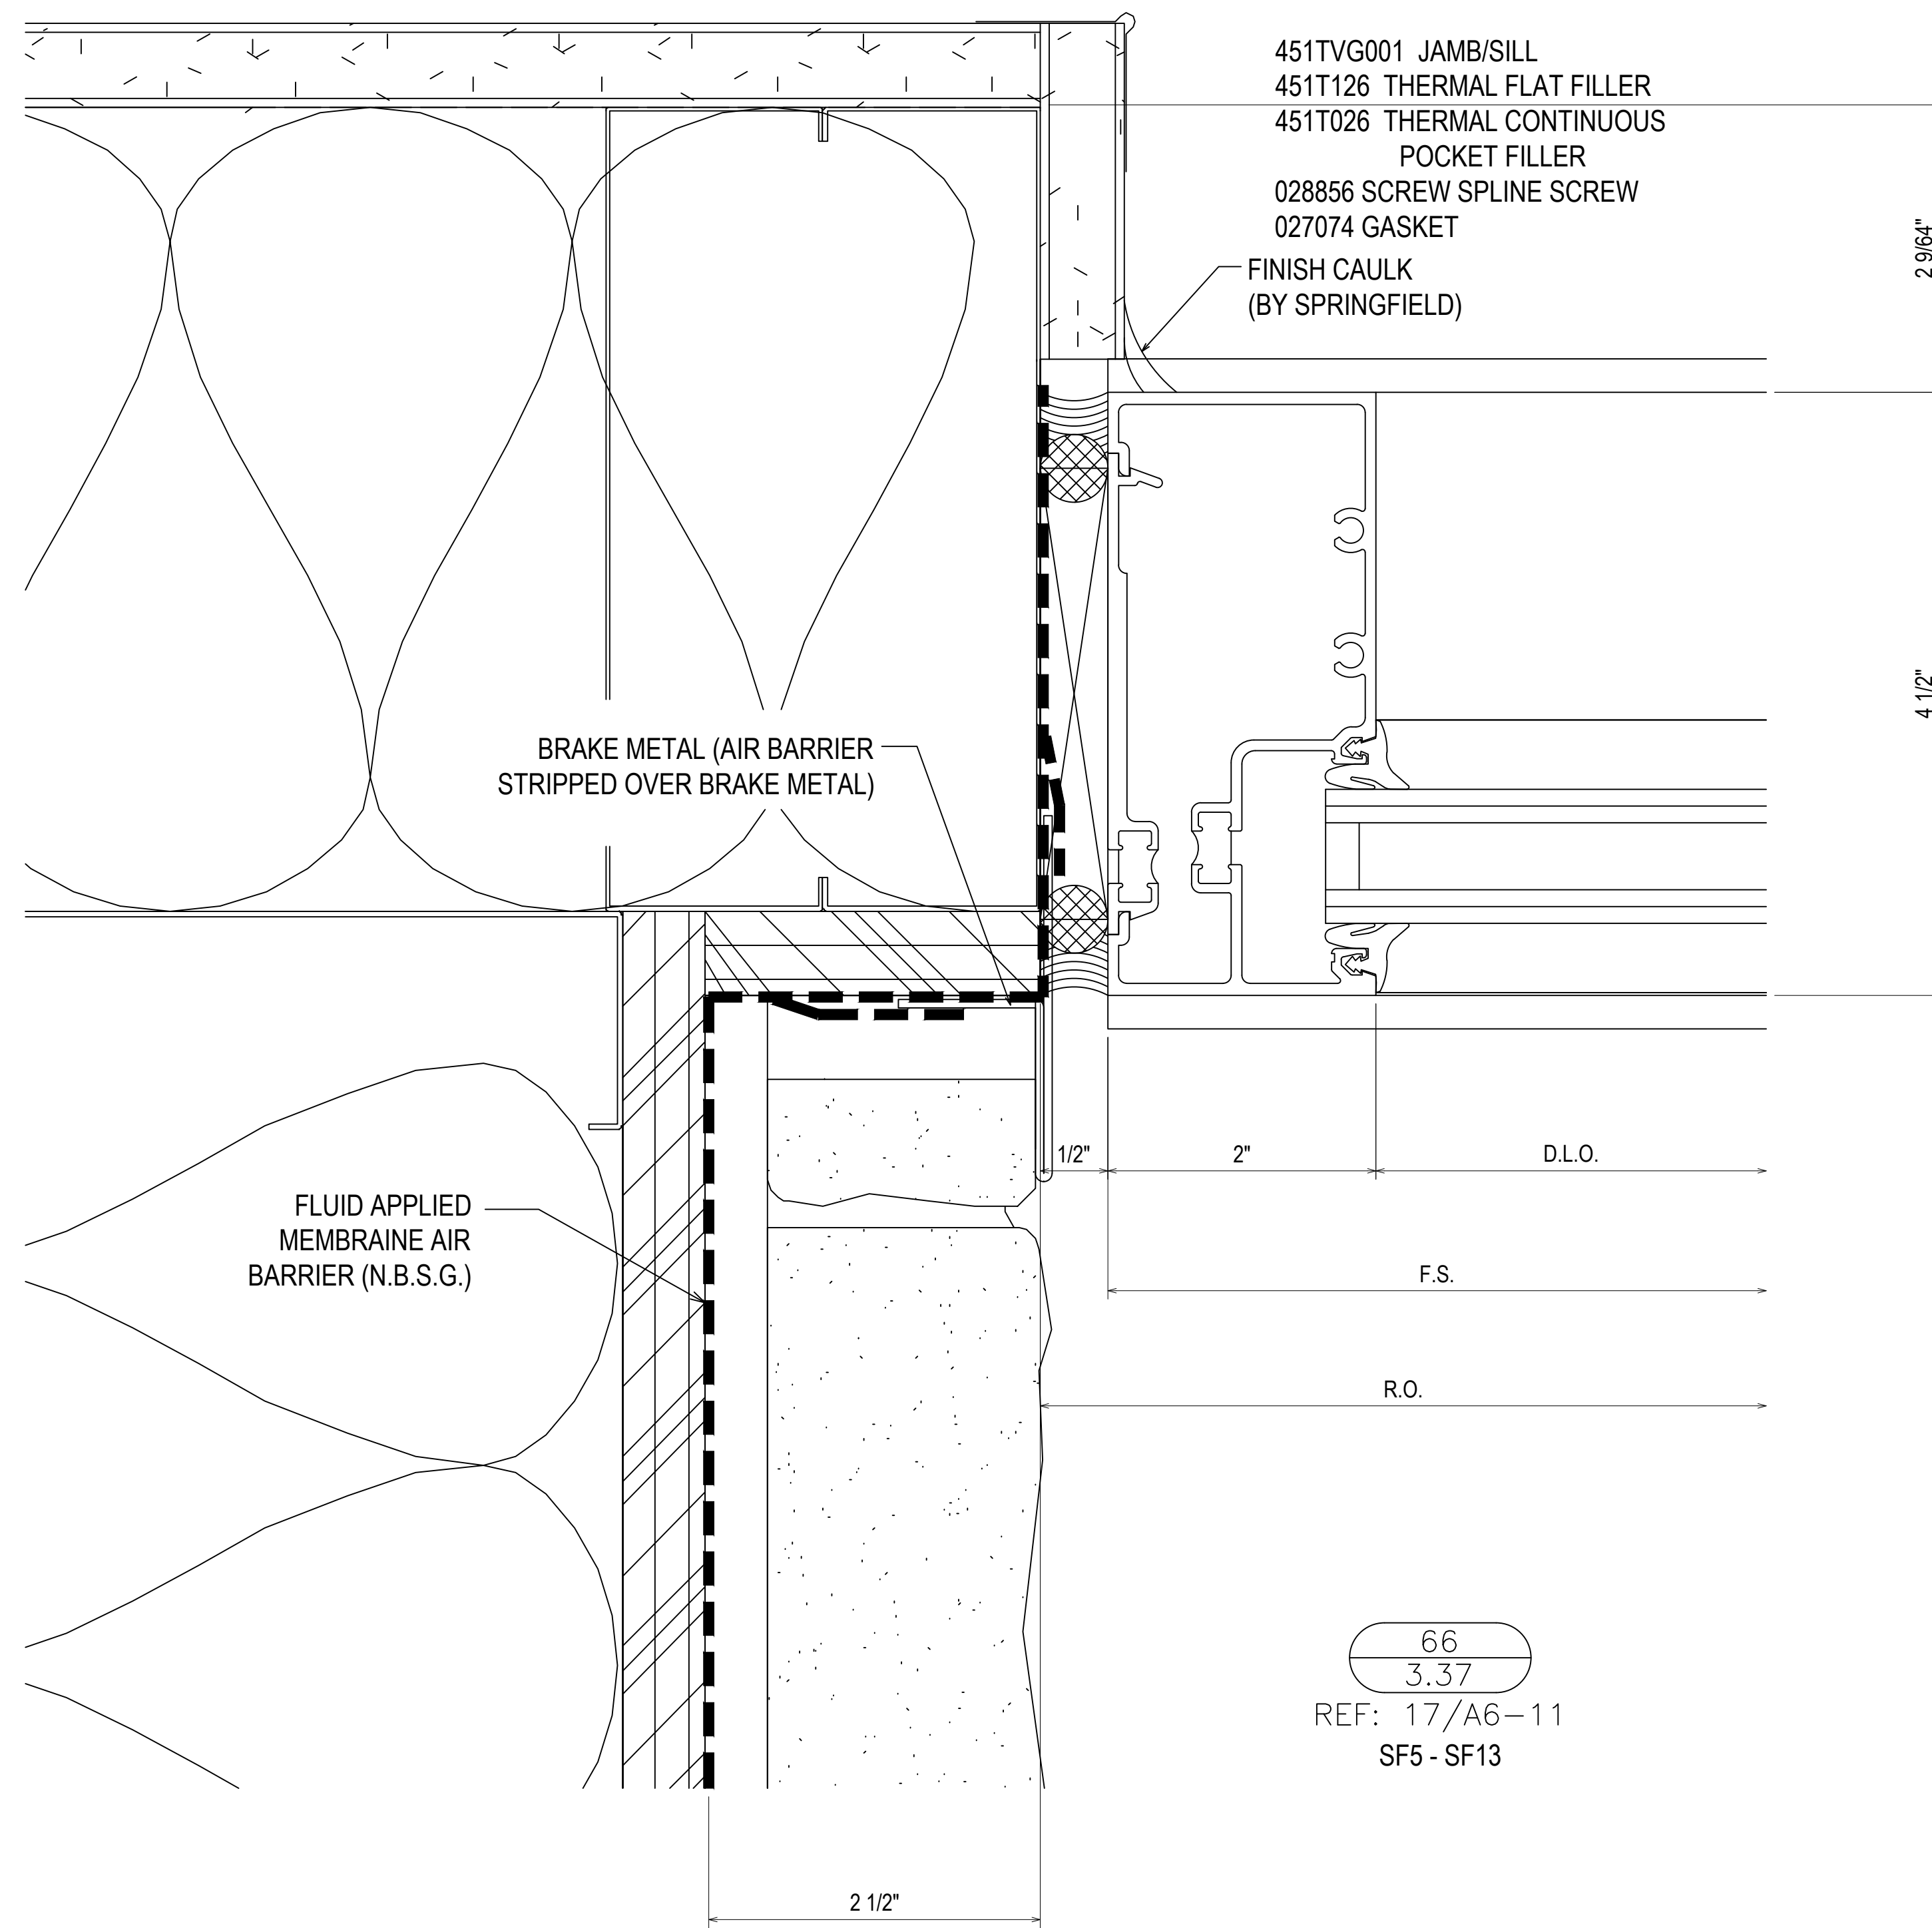 451TVG001 JAMB/SILL
451T126 THERMAL FLAT FILLER
451T026 THERMAL CONTINUOUS
POCKET FILLER
028856 SCREW SPLINE SCREW
027074 GASKET
FINISH CAULK
(BY SPRINGFIELD)
2 9/64"
4 1/2"
BRAKE METAL (AIR BARRIER
STRIPPED OVER BRAKE METAL)
1/2"
2"
D.L.O.
FLUID APPLIED
MEMBRAINE AIR
BARRIER (N.B.S.G.)
F.S.
R.O.
66
3.37
REF: 17/A6-11
SF5 - SF13
2 1/2"